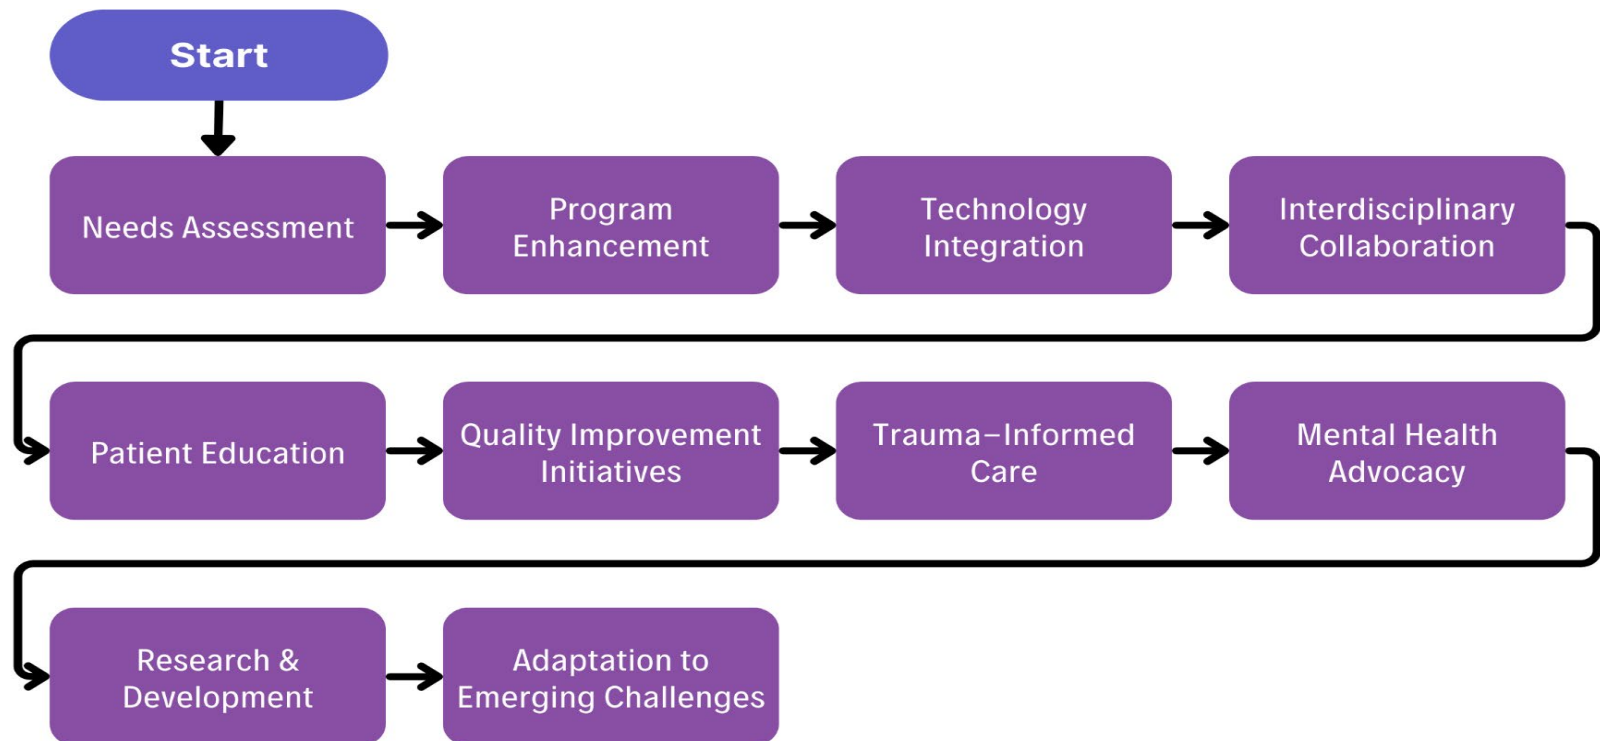 Start
Needs Assessment
Program
Enhancement
Technology
Integration
Interdisciplinary
Collaboration
Patient Education
Quality Improvement
Initiatives
Trauma–Informed
Care
Mental Health
Advocacy
Research &
Development
Adaptation to
Emerging Challenges